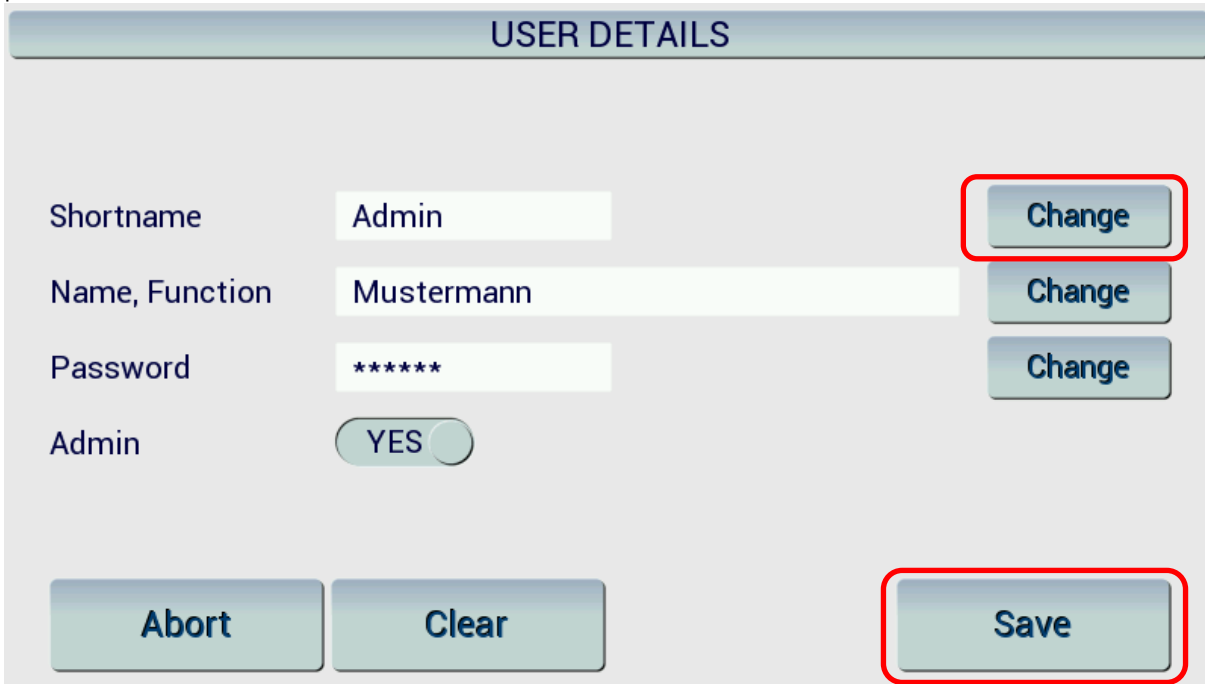 USER DETAILS
Shortname Admin Change
Name, Function Mustermann Change
Password ****** Change
Admin YES
Abort Clear Save